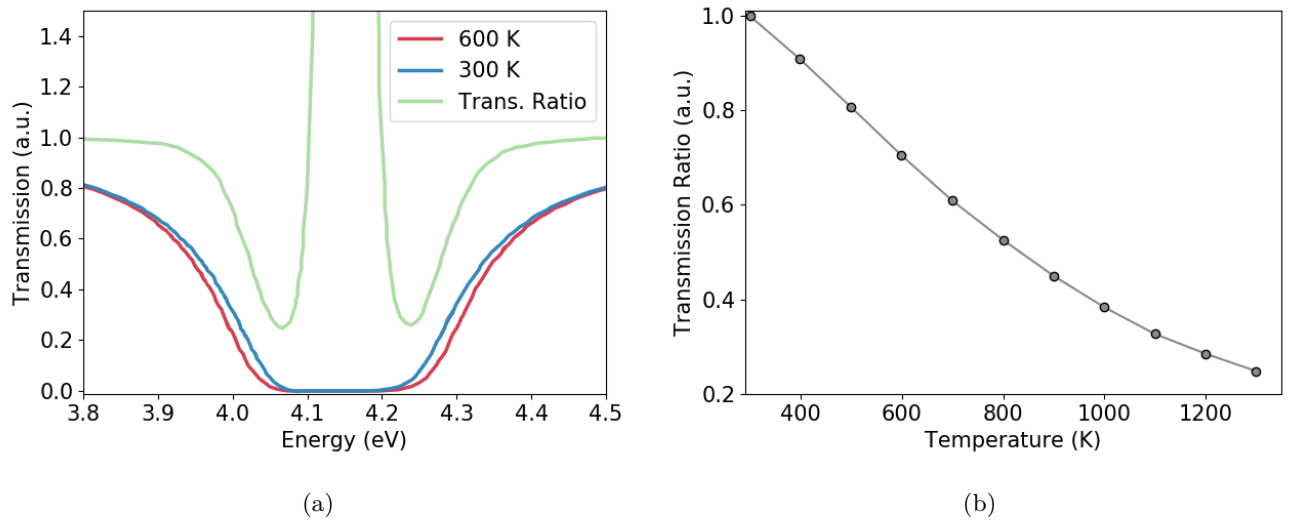 600 K
300 K
Trans. Ratio
Transmission (a.u.)
1.4
1.2
1.0
0.8
0.6
0.4
0.2
0.0
3.8 3.9 4.0 4.1 4.2 4.3 4.4 4.5
Energy (eV)
(a)
Transmission Ratio (a.u.)
1.0
0.8
0.6
0.4
0.2
400 600 800 1000 1200
Temperature (K)
(b)